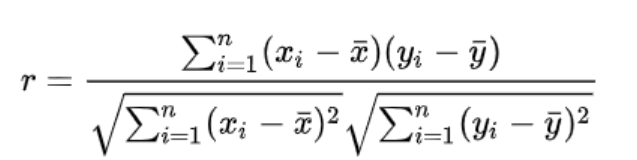 r = \frac{\sum_{i=1}^{n}(x_i - \bar{x})(y_i - \bar{y})}{\sqrt{\sum_{i=1}^{n}(x_i - \bar{x})^2}\sqrt{\sum_{i=1}^{n}(y_i - \bar{y})^2}}